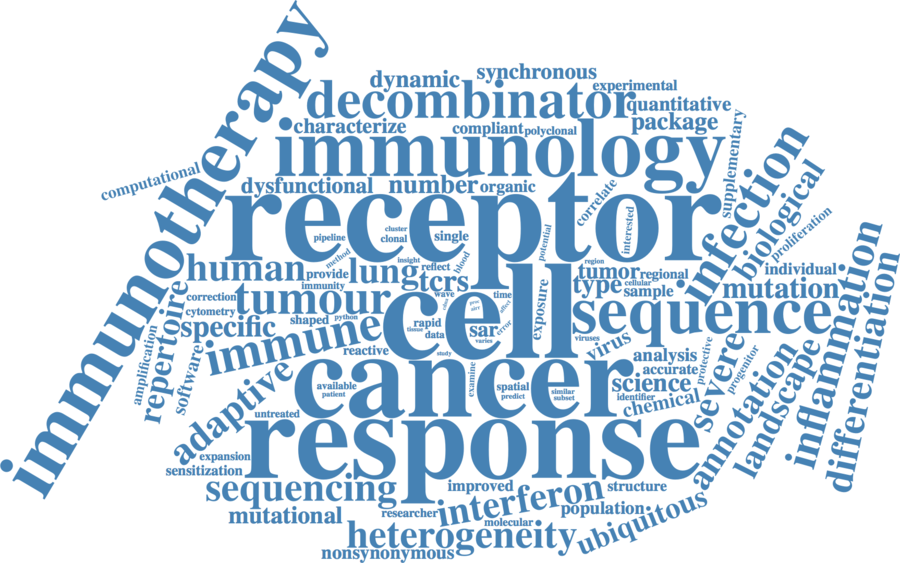 immunotherapy
synchronous
dynamic
experimental
decombinator
quantitative
characterize
compliant
polyclonal
package
immunology
supplementary
computational
dysfunctional
number
organic
correlate
infection
biological
receptor
proliferation
pipeline
cluster
clonal
single
potential
interested
method
insight
blood
region
human
provide
lung
reflect
tcrs
type
tumor
regional
cellular
sample
individual
mutation
immunity
correction
tumour
cell
wave
time
exposure
inflammation
differentiation
cytometry
repertoire
specific
shaped
python
rapid
data
tissue
sar
varies
error
sequence
viruses
virus
immune
reactive
study
analysis
accurate
protective
severe
progenitor
amplification
software
adaptive
available
patient
cancer
examine
spatial
predict
similar
subset
science
identifier
chemical
annotation
landscape
untreated
response
expansion
sensitization
sequencing
improved
structure
interferon
population
ubiquitous
mutational
researcher
molecular
heterogeneity
nonsynonymous